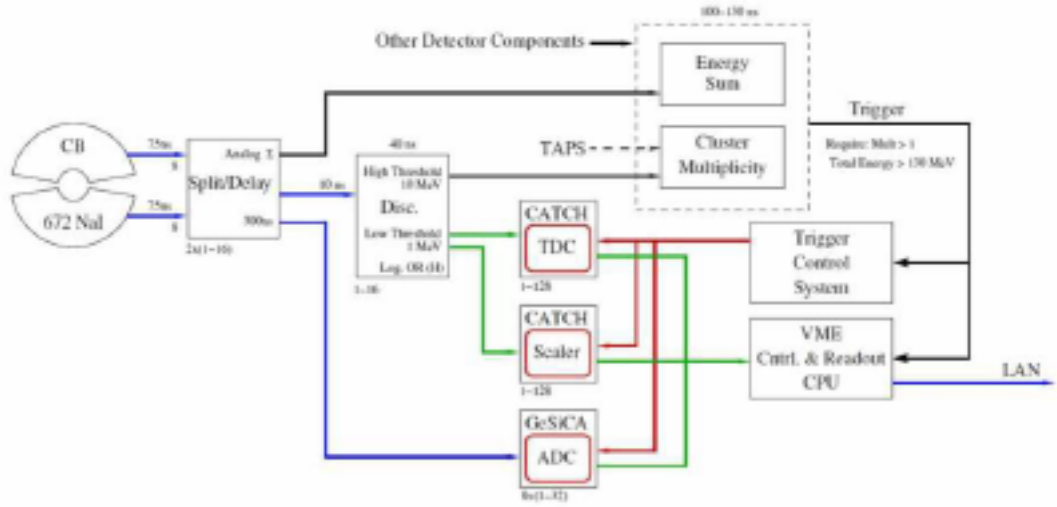 100-130 ns
Other Detector Components
Energy
Sum
Trigger
CB
75ns
8
Analog Σ
Split/Delay
10 ns
300ns
672 NaI
75ns
8
2x(1-16)
40 ns
High Threshold
10 MeV
Disc.
Low Threshold
1 MeV
Log. OR (H)
1-16
TAPS
Cluster
Multiplicity
Require: Mult > 1
Total Energy > 130 MeV
CATCH
TDC
1-128
Trigger
Control
System
CATCH
Scaler
1-128
VME
Cntrl. & Readout
CPU
LAN
GeSiCA
ADC
8x(1-32)